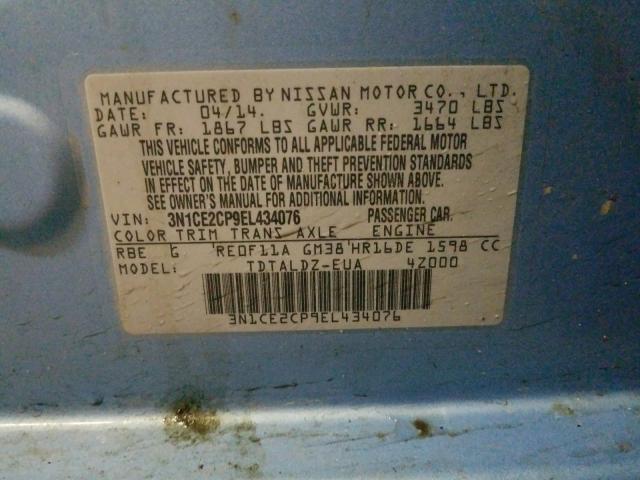 MANUFACTURED BY NISSAN MOTOR CO., LTD.
DATE: 04/14. GVWR: 3470 LBS
GAWR FR: 1867 LBS GAWR RR: 1664 LBS
THIS VEHICLE CONFORMS TO ALL APPLICABLE FEDERAL MOTOR
VEHICLE SAFETY, BUMPER AND THEFT PREVENTION STANDARDS
IN EFFECT ON THE DATE OF MANUFACTURE SHOWN ABOVE.
SEE OWNER'S MANUAL FOR ADDITIONAL INFORMATION.
VIN: 3N1CE2CP9EL434076 PASSENGER CAR.
COLOR TRIM TRANS AXLE ENGINE
RBE G RE0F11A GM38 HR16DE 1598 CC
MODEL: TDTALDZ-EUA 4Z000
3N1CE2CP9EL434076